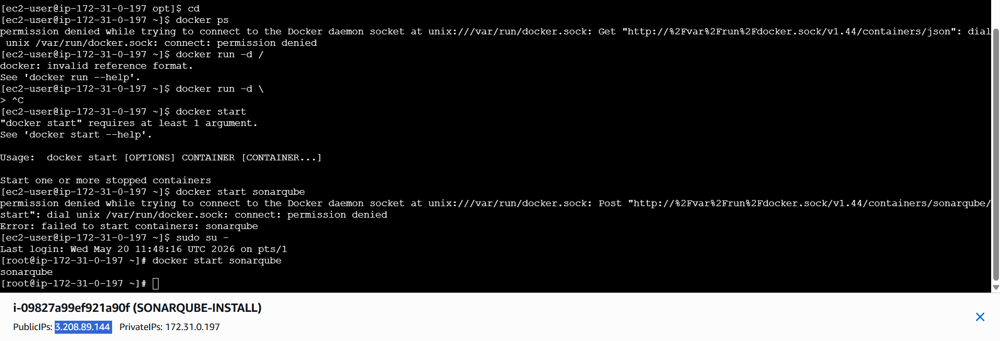 [ec2-user@ip-172-31-0-197 opt]$ cd
[ec2-user@ip-172-31-0-197 ~]$ docker ps
permission denied while trying to connect to the Docker daemon socket at unix:///var/run/docker.sock: Get "http://%2Fvar%2Frun%2Fdocker.sock/v1.44/containers/json": dial
 unix /var/run/docker.sock: connect: permission denied
[ec2-user@ip-172-31-0-197 ~]$ docker run -d /
docker: invalid reference format.
See 'docker run --help'.
[ec2-user@ip-172-31-0-197 ~]$ docker run -d \
> ^C
[ec2-user@ip-172-31-0-197 ~]$ docker start
"docker start" requires at least 1 argument.
See 'docker start --help'.

Usage:  docker start [OPTIONS] CONTAINER [CONTAINER...]

Start one or more stopped containers
[ec2-user@ip-172-31-0-197 ~]$ docker start sonarqube
permission denied while trying to connect to the Docker daemon socket at unix:///var/run/docker.sock: Post "http://%2Fvar%2Frun%2Fdocker.sock/v1.44/containers/sonarqube/
start": dial unix /var/run/docker.sock: connect: permission denied
Error: failed to start containers: sonarqube
[ec2-user@ip-172-31-0-197 ~]$ sudo su -
Last login: Wed May 20 11:48:16 UTC 2026 on pts/1
[root@ip-172-31-0-197 ~]# docker start sonarqube
sonarqube
[root@ip-172-31-0-197 ~]#
i-09827a99ef921a90f (SONARQUBE-INSTALL)
PublicIPs: 3.208.89.144 PrivateIPs: 172.31.0.197